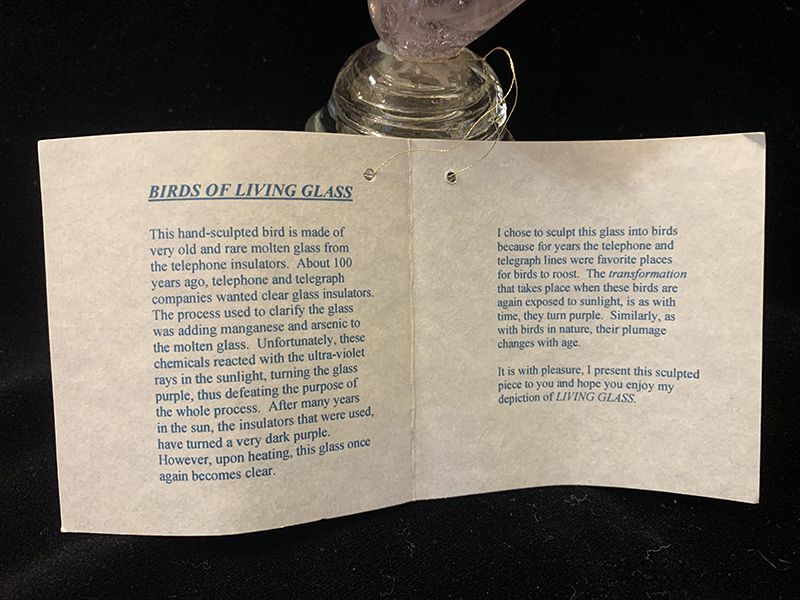 BIRDS OF LIVING GLASS
This hand-sculpted bird is made of
very old and rare molten glass from
the telephone insulators. About 100
years ago, telephone and telegraph
companies wanted clear glass insulators.
The process used to clarify the glass
was adding manganese and arsenic to
the molten glass. Unfortunately, these
chemicals reacted with the ultra-violet
rays in the sunlight, turning the glass
purple, thus defeating the purpose of
the whole process. After many years
in the sun, the insulators that were used,
have turned a very dark purple.
However, upon heating, this glass once
again becomes clear.
I chose to sculpt this glass into birds
because for years the telephone and
telegraph lines were favorite places
for birds to roost. The transformation
that takes place when these birds are
again exposed to sunlight, is as with
time, they turn purple. Similarly, as
with birds in nature, their plumage
changes with age.
It is with pleasure, I present this sculpted
piece to you and hope you enjoy my
depiction of LIVING GLASS.